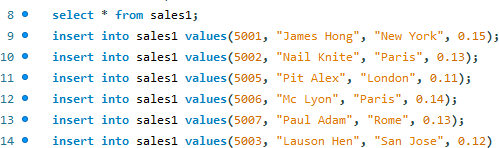 8 select * from sales1;
9 insert into sales1 values(5001, "James Hong", "New York", 0.15);
10 insert into sales1 values(5002, "Nail Knite", "Paris", 0.13);
11 insert into sales1 values(5005, "Pit Alex", "London", 0.11);
12 insert into sales1 values(5006, "Mc Lyon", "Paris", 0.14);
13 insert into sales1 values(5007, "Paul Adam", "Rome", 0.13);
14 insert into sales1 values(5003, "Lauson Hen", "San Jose", 0.12)